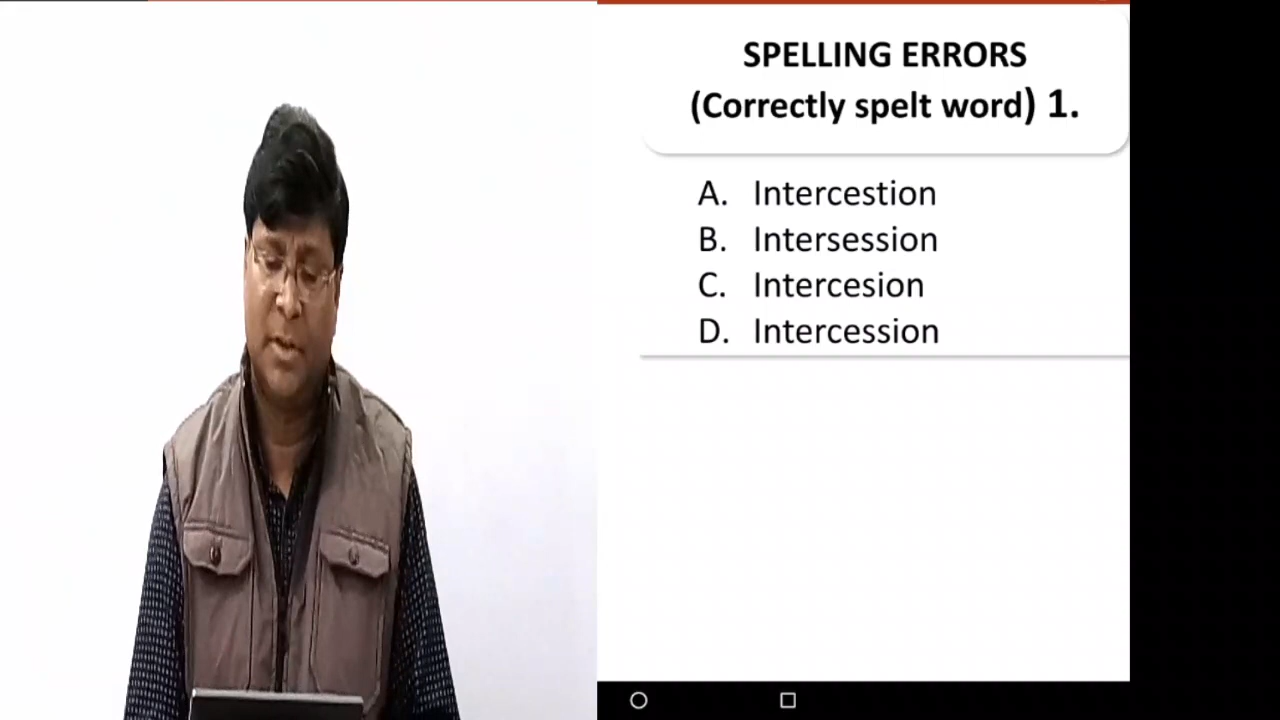 SPELLING ERRORS
(Correctly spelt word) 1.
A. Intercestion
B. Intersession
C. Intercesion
D. Intercession